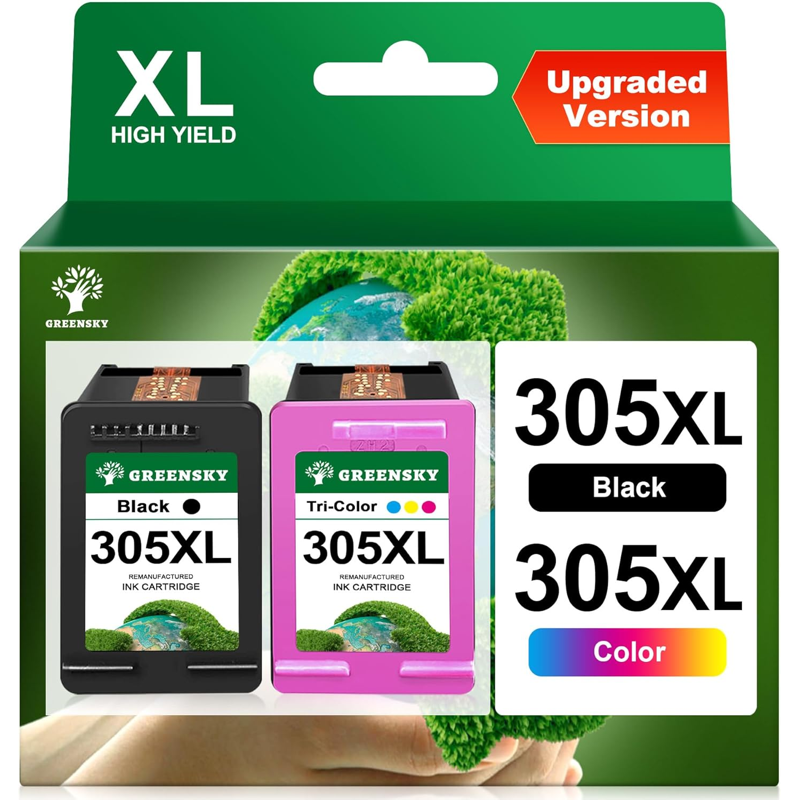 XL
HIGH YIELD
Upgraded
Version
GREENSKY
GREENSKY
Black
305XL
REMANUFACTURED
INK CARTRIDGE
GREENSKY
Tri-Color
305XL
REMANUFACTURED
INK CARTRIDGE
305XL
Black
305XL
Color